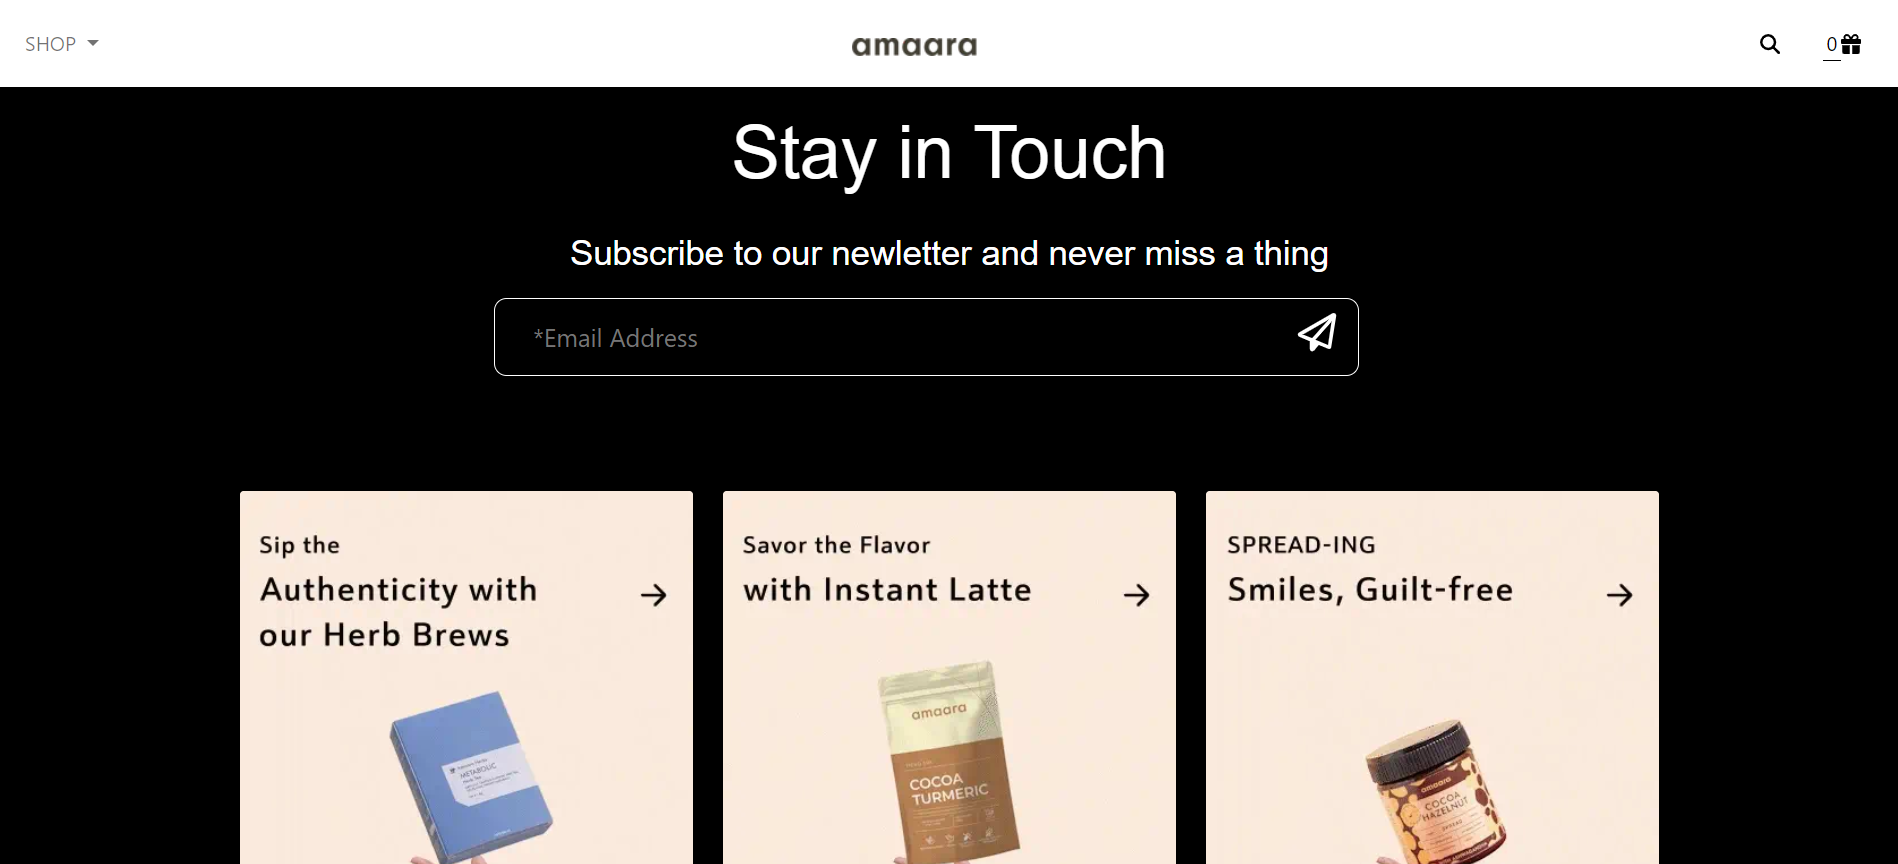 SHOP
amaara
0
Stay in Touch
Subscribe to our newletter and never miss a thing
*Email Address
Sip the
Authenticity with
our Herb Brews
METABOLIC
Savor the Flavor
with Instant Latte
amaara
COCOA
TURMERIC
SPREAD-ING
Smiles, Guilt-free
amaara
COCOA
HAZELNUT
SPREAD